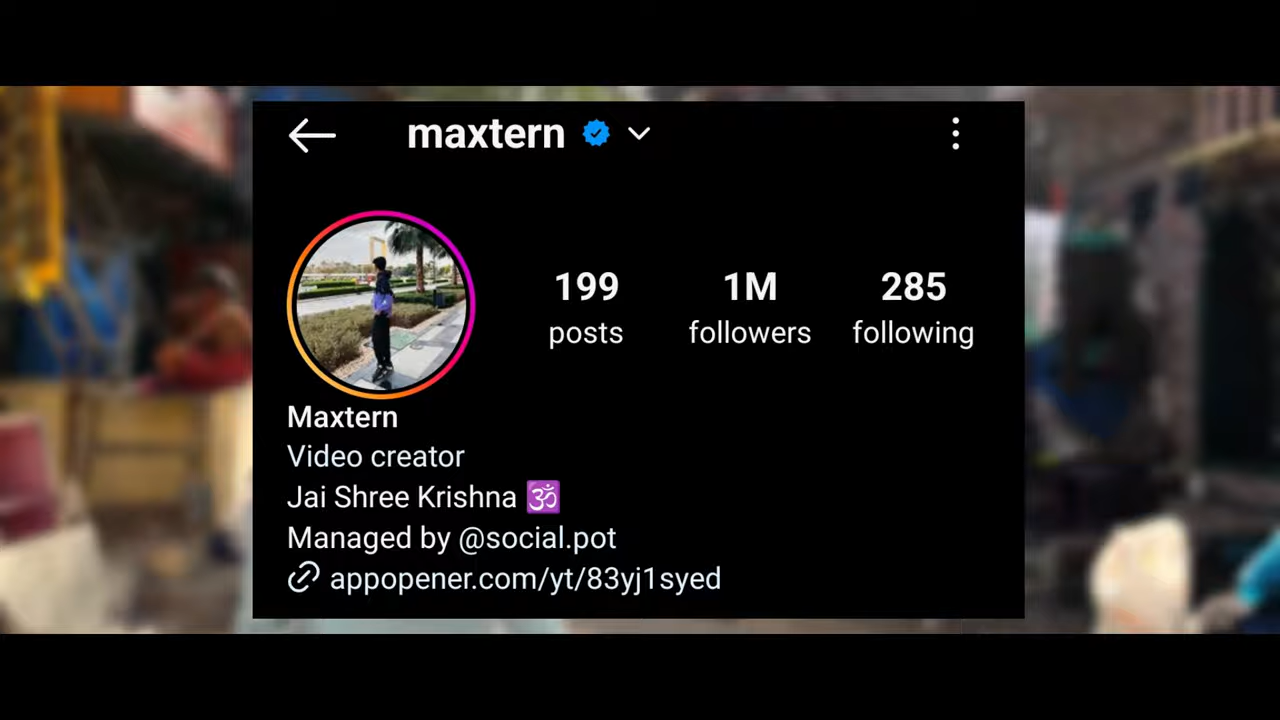 maxtern
199 1M 285
posts followers following
Maxtern
Video creator
Jai Shree Krishna 🕉️
Managed by @social.pot
appopener.com/yt/83yj1syed